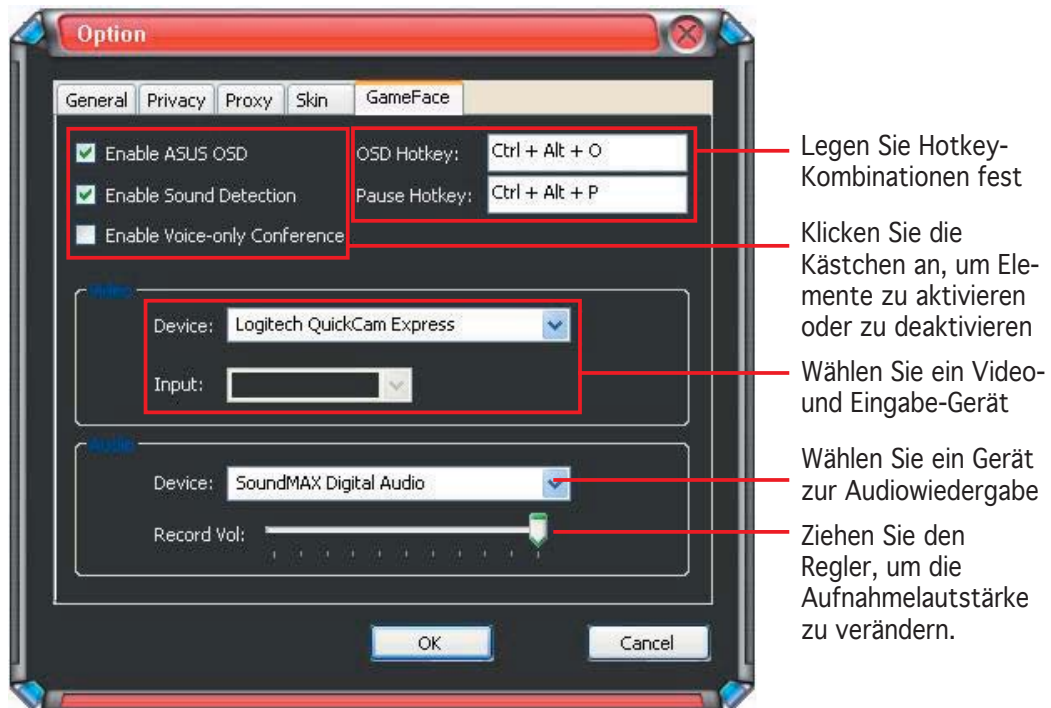 Option
General Privacy Proxy Skin GameFace
Enable ASUS OSD
Enable Sound Detection
Enable Voice-only Conference
OSD Hotkey: Ctrl + Alt + O
Pause Hotkey: Ctrl + Alt + P
Video
Device: Logitech QuickCam Express
Input:
Audio
Device: SoundMAX Digital Audio
Record Vol:
OK Cancel
Legen Sie Hotkey-
Kombinationen fest
Klicken Sie die
Kästchen an, um Ele-
mente zu aktivieren
oder zu deaktivieren
Wählen Sie ein Video-
und Eingabe-Gerät
Wählen Sie ein Gerät
zur Audiowiedergabe
Ziehen Sie den
Regler, um die
Aufnahmelautstärke
zu verändern.